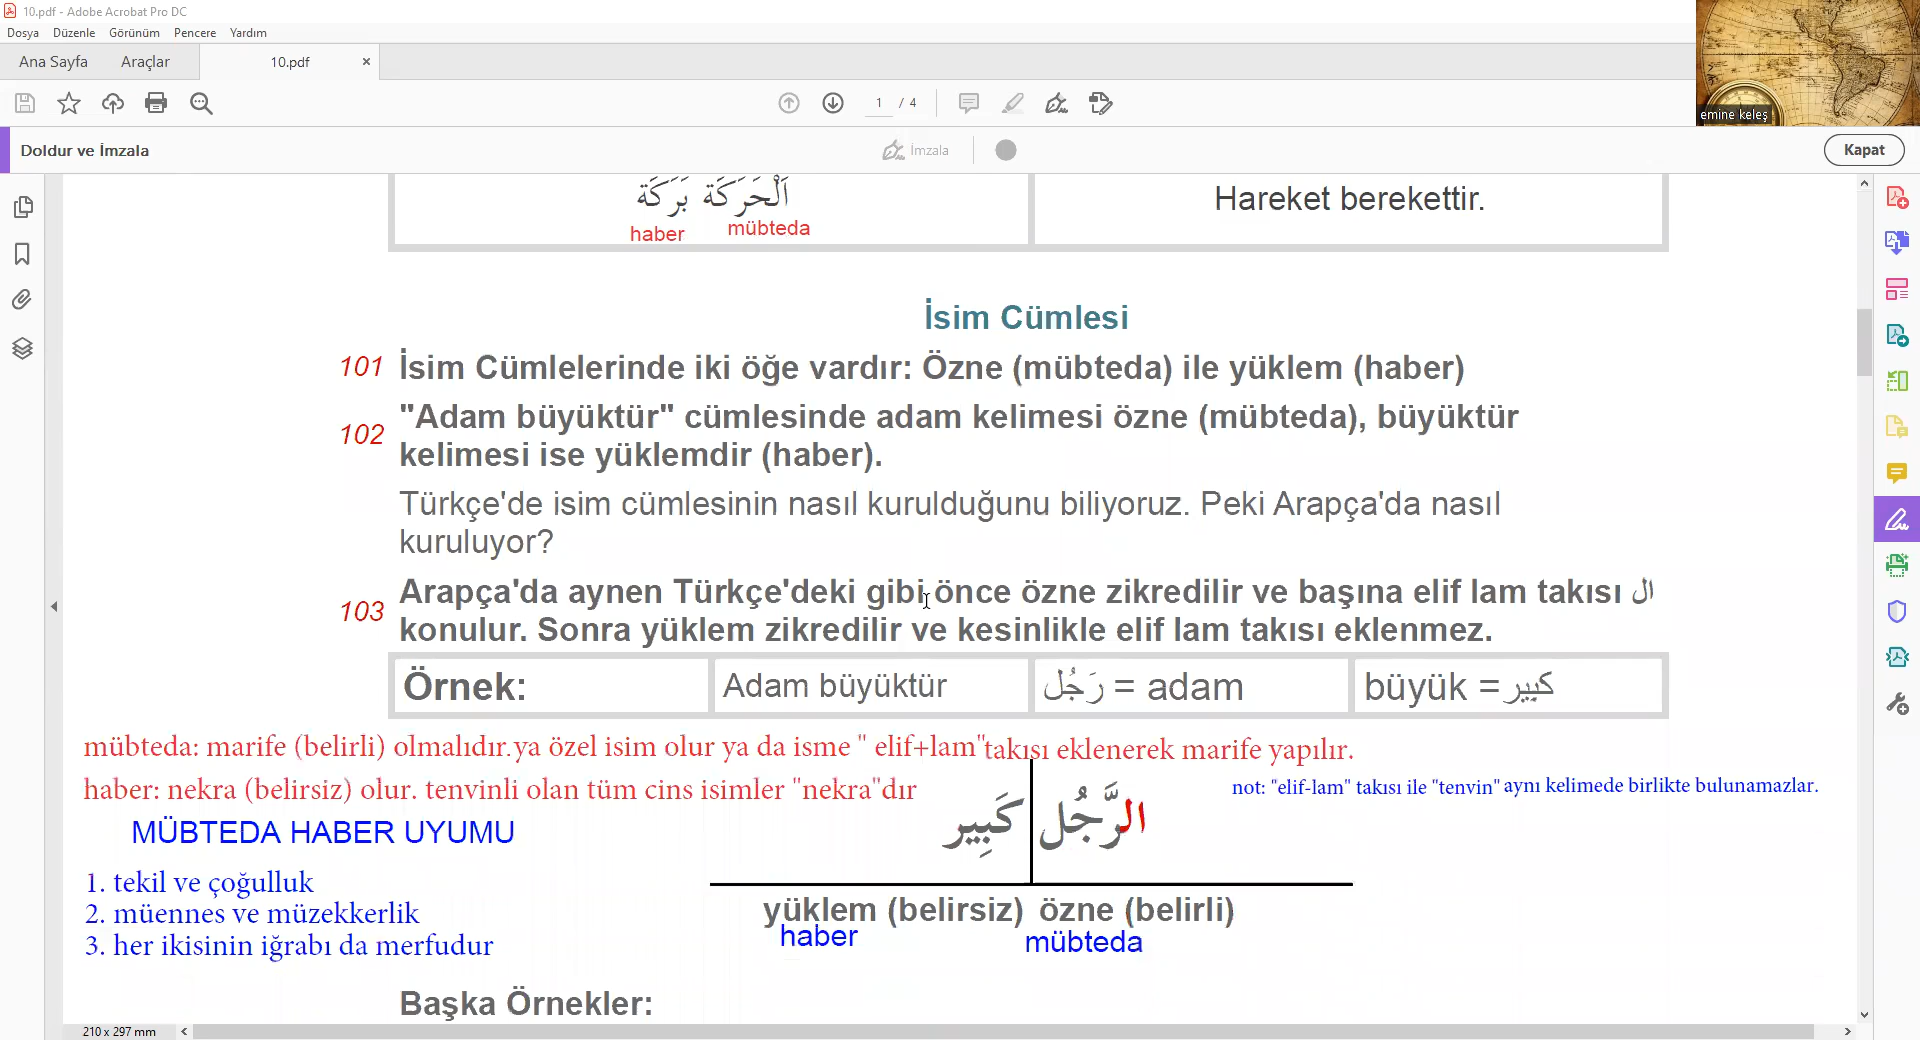 10.pdf - Adobe Acrobat Pro DC
Dosya Düzenle Görünüm Pencere Yardım
Ana Sayfa Araçlar 10.pdf
1 / 4
emine keleş
Doldur ve İmzala İmzala Kapat
اَلْحَرَكَة بَرَكَة
Hareket berekettir.
haber mübteda
İsim Cümlesi
101 İsim Cümlelerinde iki öğe vardır: Özne (mübteda) ile yüklem (haber)
102 "Adam büyüktür" cümlesinde adam kelimesi özne (mübteda), büyüktür
kelimesi ise yüklemdir (haber).
Türkçe'de isim cümlesinin nasıl kurulduğunu biliyoruz. Peki Arapça'da nasıl
kuruluyor?
103 Arapça'da aynen Türkçe'deki gibi önce özne zikredilir ve başına elif lam takısı ال
konulur. Sonra yüklem zikredilir ve kesinlikle elif lam takısı eklenmez.
Örnek: Adam büyüktür رَجُل = adam büyük = كبير
mübteda: marife (belirli) olmalıdır.ya özel isim olur ya da isme " elif+lam"takısı eklenerek marife yapılır.
haber: nekra (belirsiz) olur. tenvinli olan tüm cins isimler "nekra"dır
not: "elif-lam" takısı ile "tenvin" aynı kelimede birlikte bulunamazlar.
الرَّجُل كَبِير
MÜBTEDA HABER UYUMU
1. tekil ve çoğulluk
2. müennes ve müzekkerlik
3. her ikisinin iğrabı da merfudur
yüklem (belirsiz) özne (belirli)
haber mübteda
Başka Örnekler:
210 x 297 mm